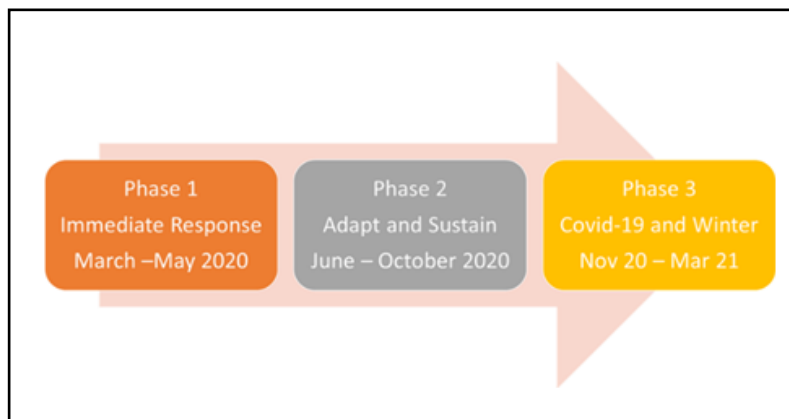 Phase 1
Immediate Response
March –May 2020
Phase 2
Adapt and Sustain
June – October 2020
Phase 3
Covid-19 and Winter
Nov 20 – Mar 21